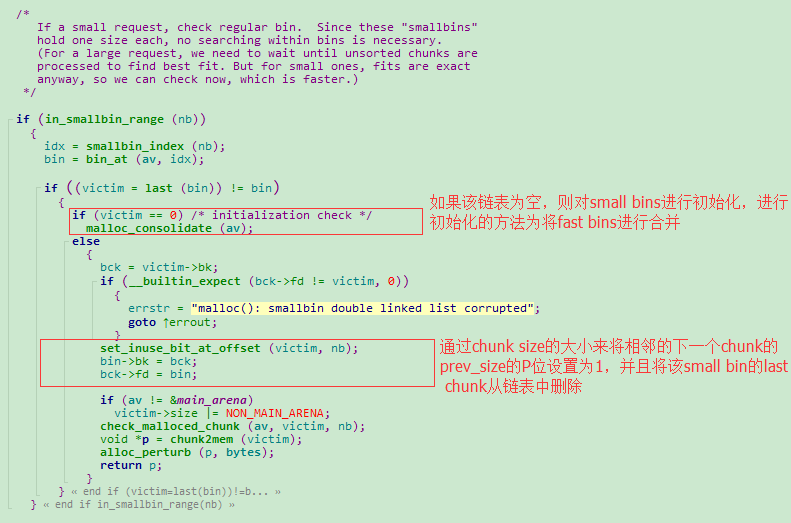 /*
If a small request, check regular bin.  Since these "smallbins"
hold one size each, no searching within bins is necessary.
(For a large request, we need to wait until unsorted chunks are
processed to find best fit. But for small ones, fits are exact
anyway, so we can check now, which is faster.)
*/
if (in_smallbin_range (nb))
{
idx = smallbin_index (nb);
bin = bin_at (av, idx);
if ((victim = last (bin)) != bin)
{
如果该链表为空，则对small bins进行初始化，进行
初始化的方法为将fast bins进行合并
if (victim == 0) /* initialization check */
malloc_consolidate (av);
else
{
bck = victim->bk;
if (__builtin_expect (bck->fd != victim, 0))
{
errstr = "malloc(): smallbin double linked list corrupted";
goto ↑errout;
}
set_inuse_bit_at_offset (victim, nb);
bin->bk = bck;
bck->fd = bin;
通过chunk size的大小来将相邻的下一个chunk的
prev_size的P位设置为1，并且将该small bin的last
chunk从链表中删除
if (av != &main_arena)
victim->size |= NON_MAIN_ARENA;
check_malloced_chunk (av, victim, nb);
void *p = chunk2mem (victim);
alloc_perturb (p, bytes);
return p;
}
} « end if (victim=last(bin))!=b... »
} « end if in_smallbin_range(nb) »